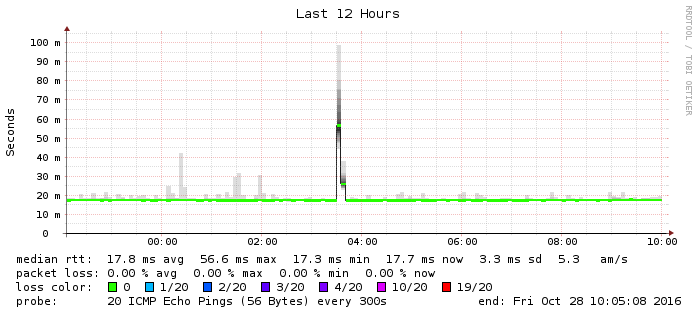 Last 12 Hours
RRDTOOL / TOBI OETIKER
Seconds
100 m
90 m
80 m
70 m
60 m
50 m
40 m
30 m
20 m
10 m
0
00:00 02:00 04:00 06:00 08:00 10:00
median rtt: 17.8 ms avg 56.6 ms max 17.3 ms min 17.7 ms now 3.3 ms sd 5.3 am/s
packet loss: 0.00 % avg 0.00 % max 0.00 % min 0.00 % now
loss color: 0 1/20 2/20 3/20 4/20 10/20 19/20
probe: 20 ICMP Echo Pings (56 Bytes) every 300s end: Fri Oct 28 10:05:08 2016